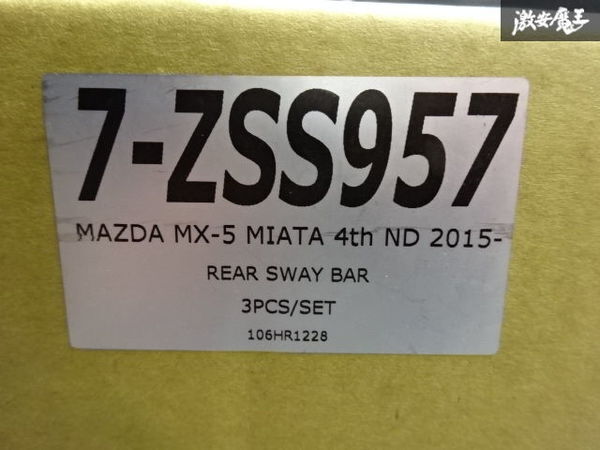 激安魔王
7-ZSS957
MAZDA MX-5 MIATA 4th ND 2015-
REAR SWAY BAR
3PCS/SET
106HR1228